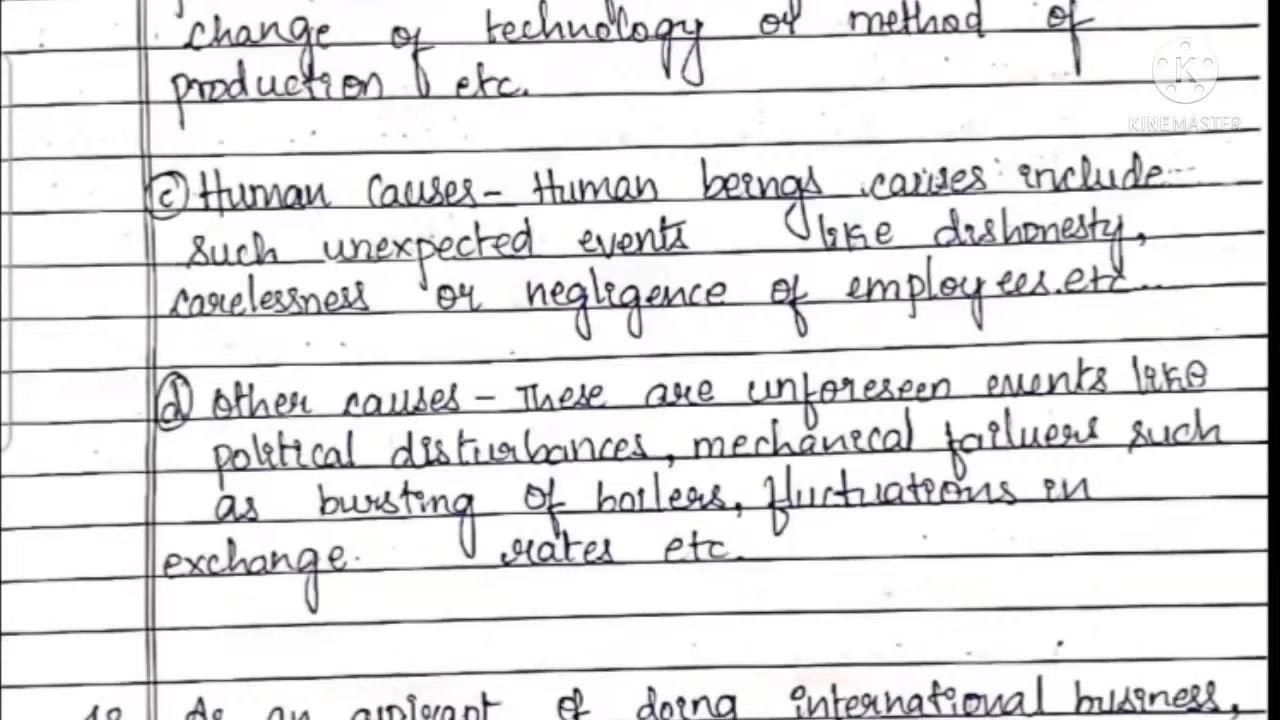 change of technology or method of
production etc.
KINEMASTER
(c) Human causes - Human beings causes include
such unexpected events like dishonesty,
carelessness or negligence of employees.etc..
(d) Other causes - These are unforeseen events like
political disturbances, mechanical failuers such
as bursting of boilers, fluctuations in
exchange. rates etc.
As an aspirant of doing international business,